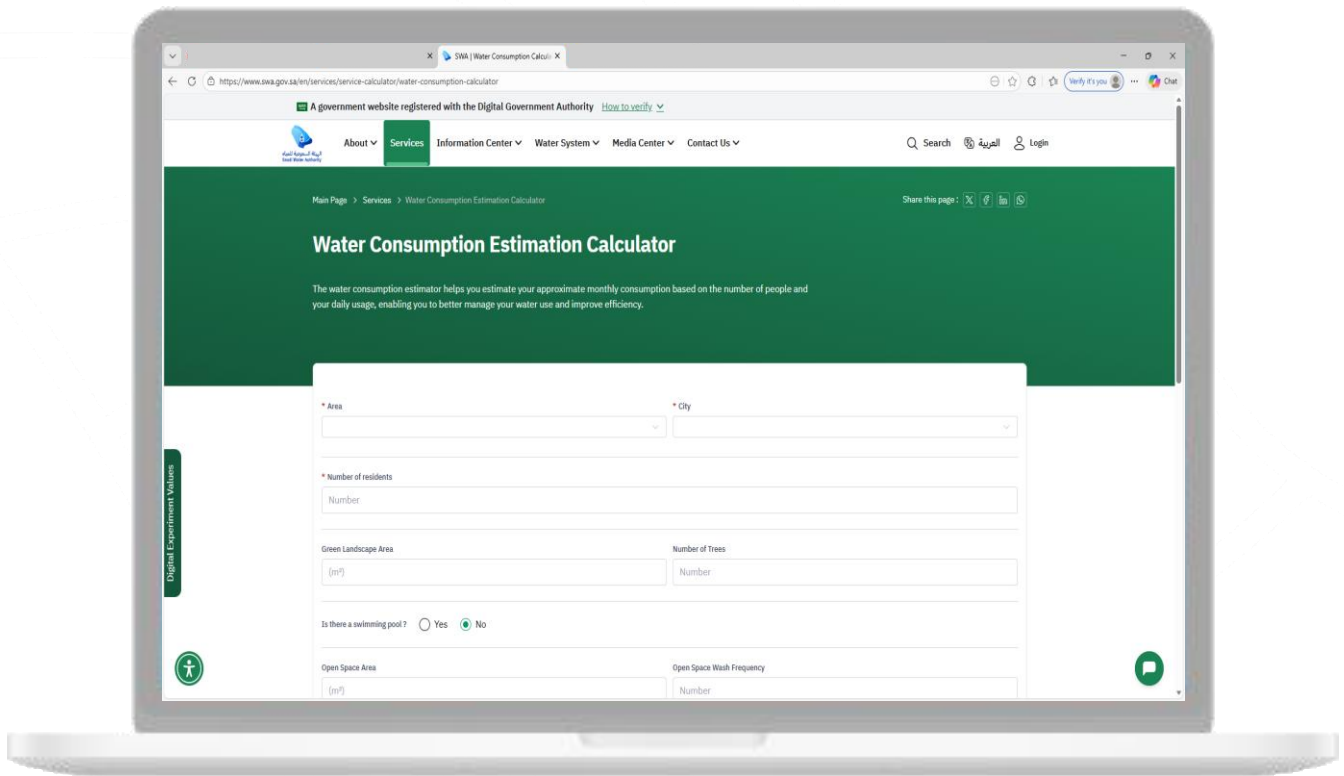 SWA | Water Consumption Calcul
https://www.swa.gov.sa/en/services/service-calculator/water-consumption-calculator
Verify it's you
Chat
A government website registered with the Digital Government Authority How to verify
الهيئة السعودية للمياه
Saudi Water Authority
About
Services
Information Center
Water System
Media Center
Contact Us
Search
العربية
Login
Main Page > Services > Water Consumption Estimation Calculator
Share this page :
Water Consumption Estimation Calculator
The water consumption estimator helps you estimate your approximate monthly consumption based on the number of people and
your daily usage, enabling you to better manage your water use and improve efficiency.
* Area
* City
* Number of residents
Number
Green Landscape Area
Number of Trees
(m²)
Number
Is there a swimming pool ? Yes No
Open Space Area
Open Space Wash Frequency
(m²)
Number
Digital Experiment Values